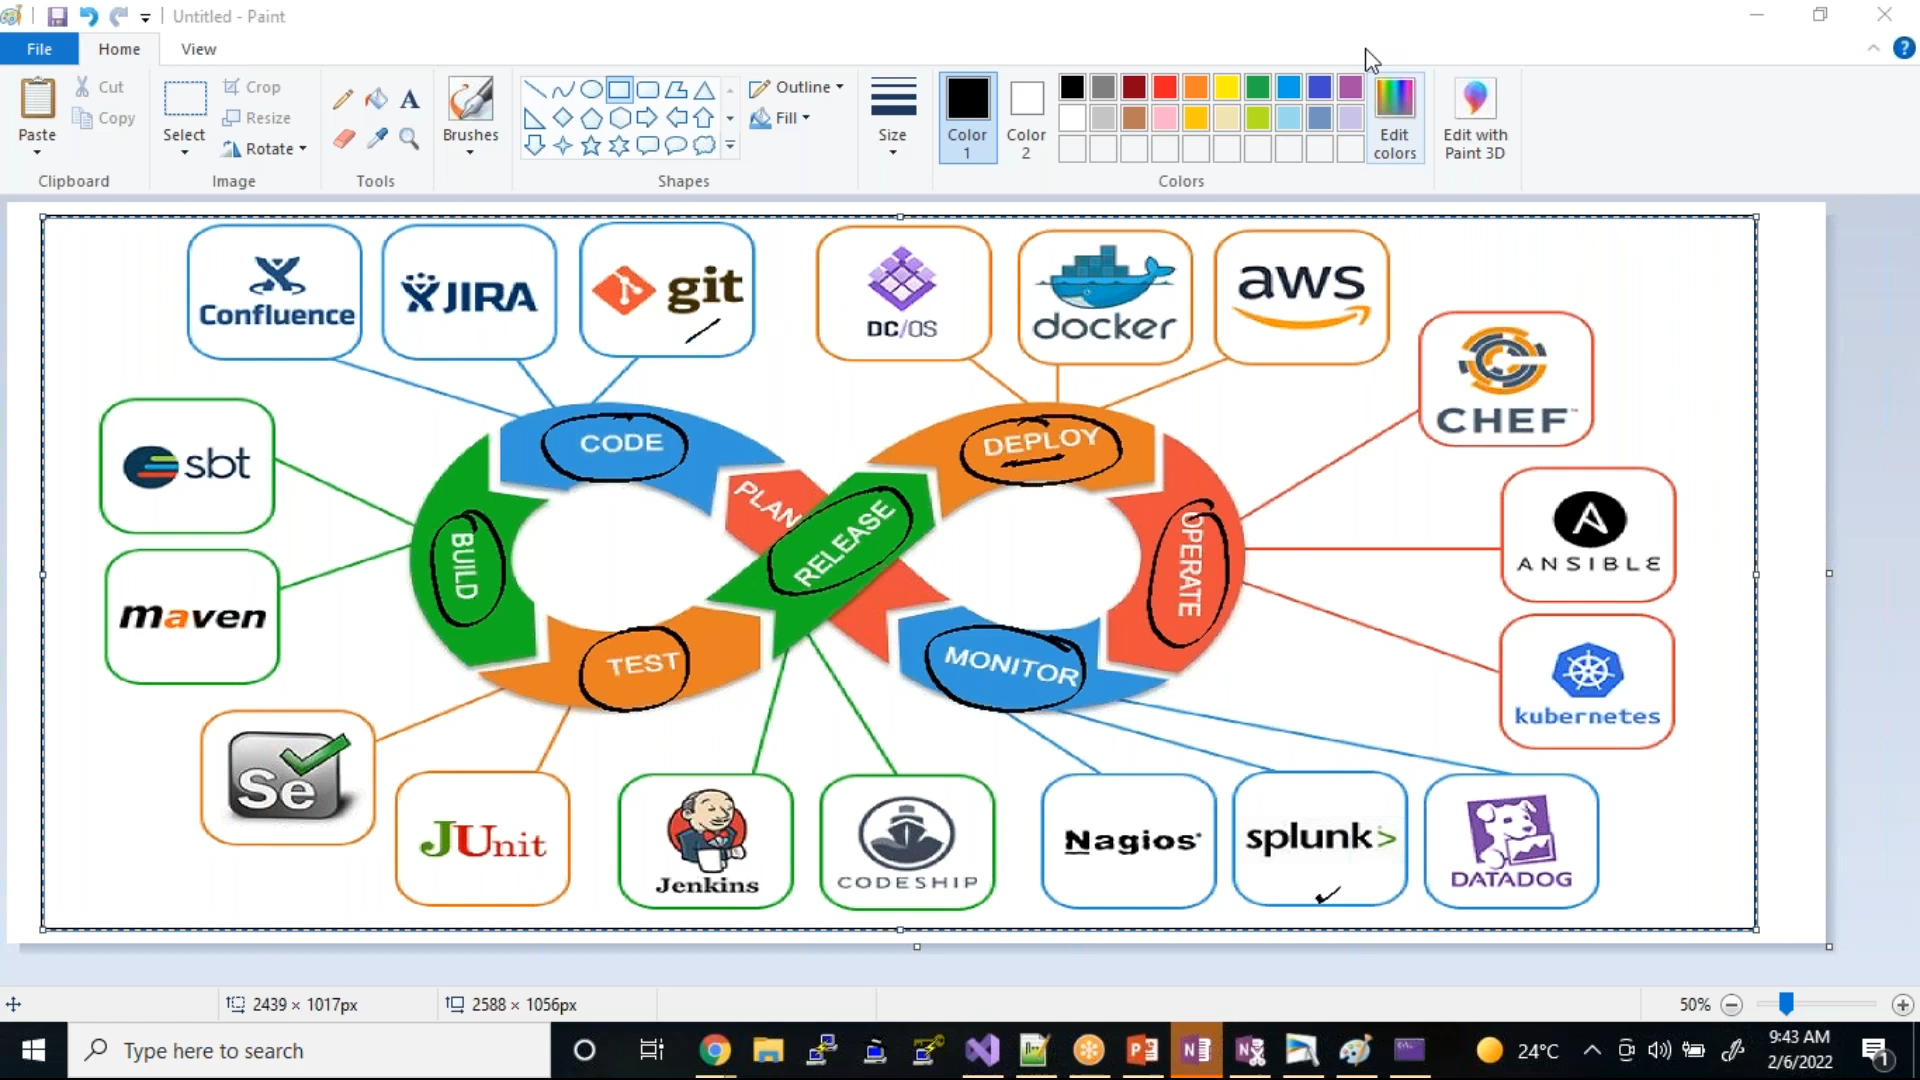 Untitled - Paint
File Home View
Paste
Cut
Copy
Clipboard
Select
Crop
Resize
Rotate
Image
A
Tools
Brushes
Outline
Fill
Shapes
Size
Color 1
Color 2
Edit colors
Colors
Edit with Paint 3D
?
Confluence
JIRA
git
DC/OS
docker
aws
CHEF™
sbt
CODE
DEPLOY
PLAN
RELEASE
BUILD
OPERATE
ANSIBLE
maven
TEST
MONITOR
kubernetes
Se
JUnit
Jenkins
CODESHIP
Nagios®
splunk>
DATADOG
2439 × 1017px
2588 × 1056px
50%
Type here to search
24°C
9:43 AM
2/6/2022
1